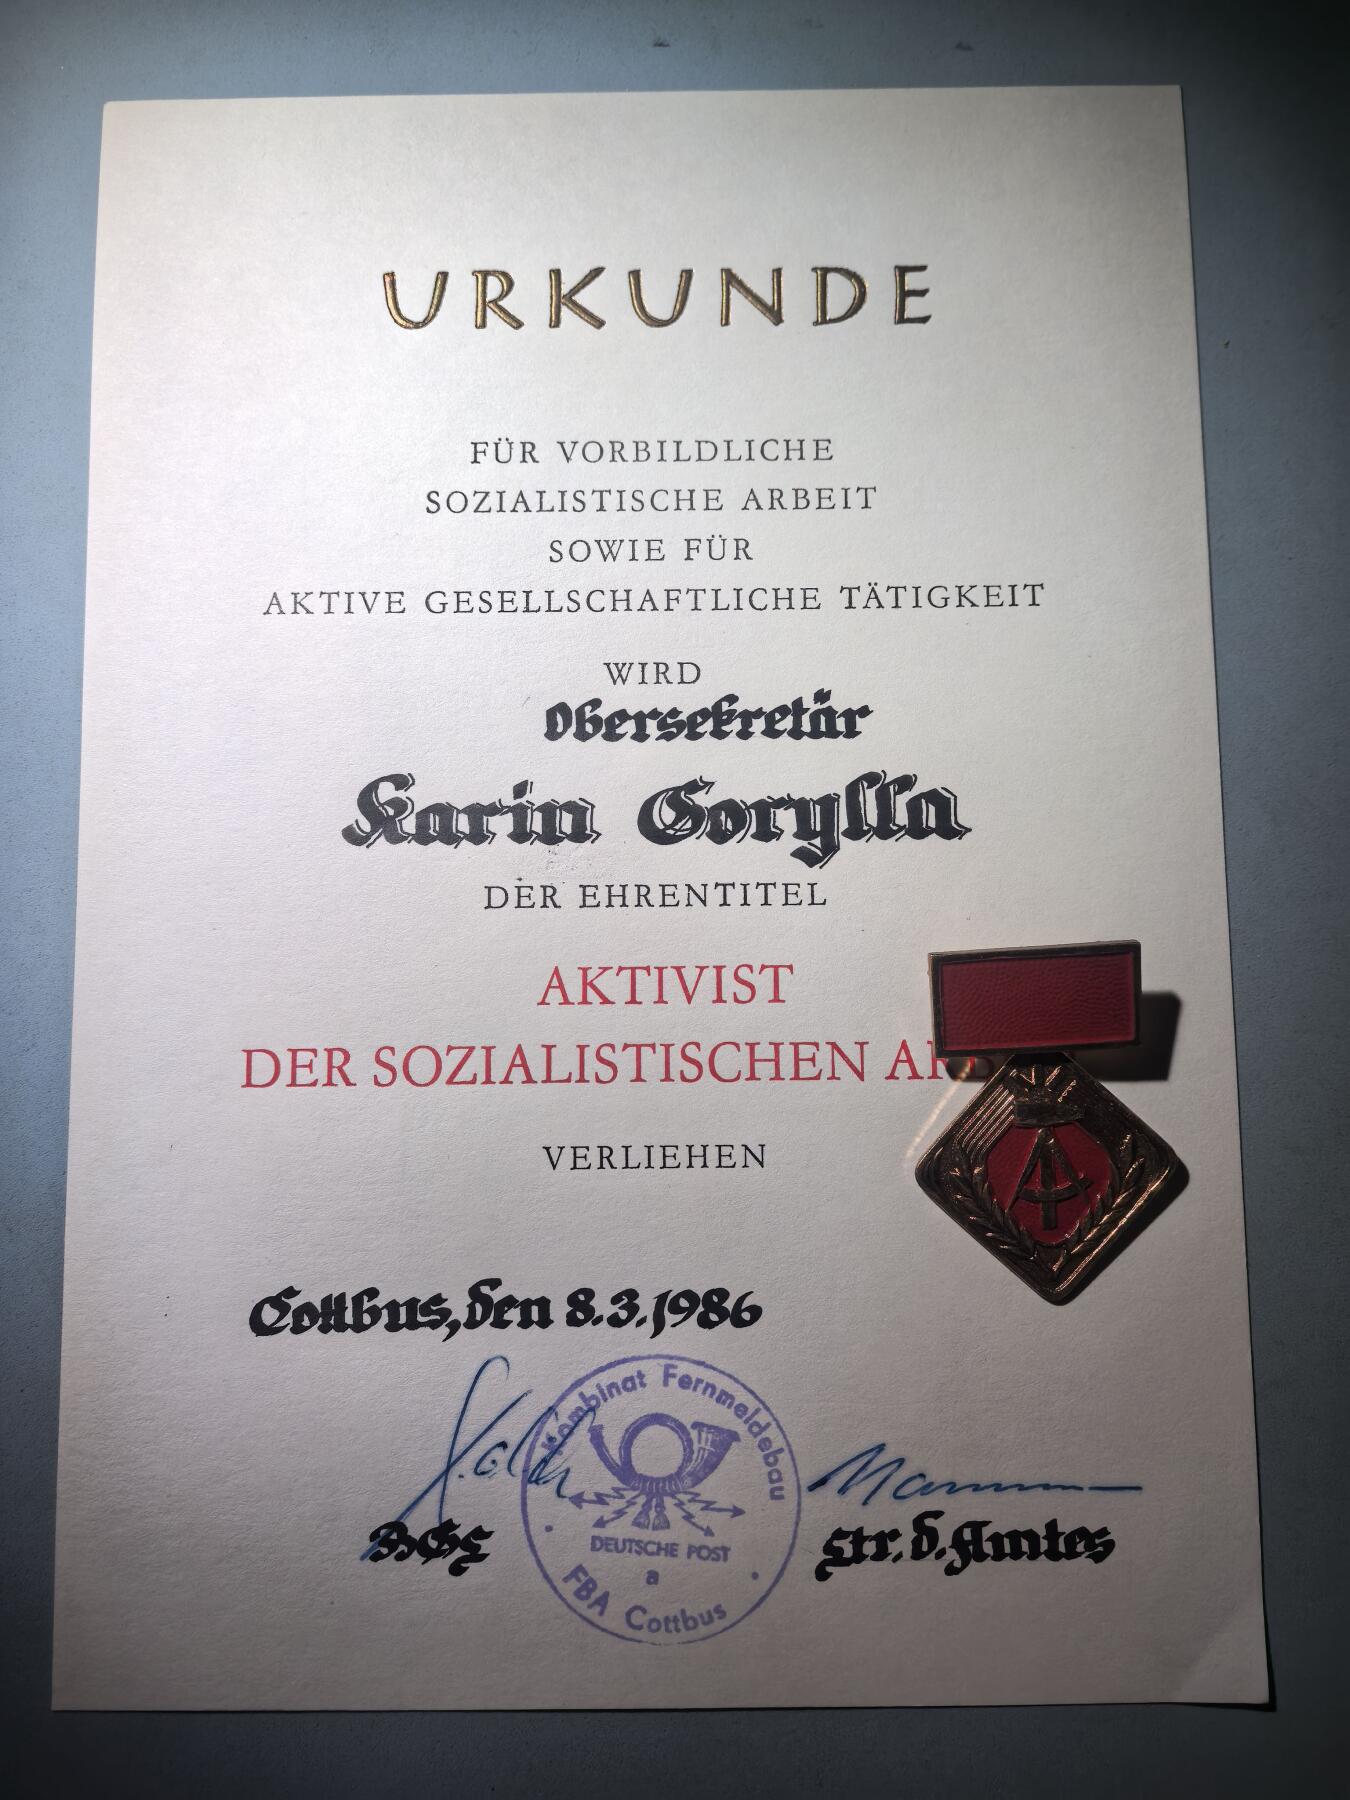 URKUNDE
FÜR VORBILDLICHE
SOZIALISTISCHE ARBEIT
SOWIE FÜR
AKTIVE GESELLSCHAFTLICHE TÄTIGKEIT
WIRD
Obersekretär
Karin Gorylla
DER EHRENTITEL
AKTIVIST
DER SOZIALISTISCHEN ARB
VERLIEHEN
Cottbus, den 8.3.1986
Kombinat Fernmeldebau
DEUTSCHE POST
a
FBA Cottbus
BGL
Ltr. d. Amtes